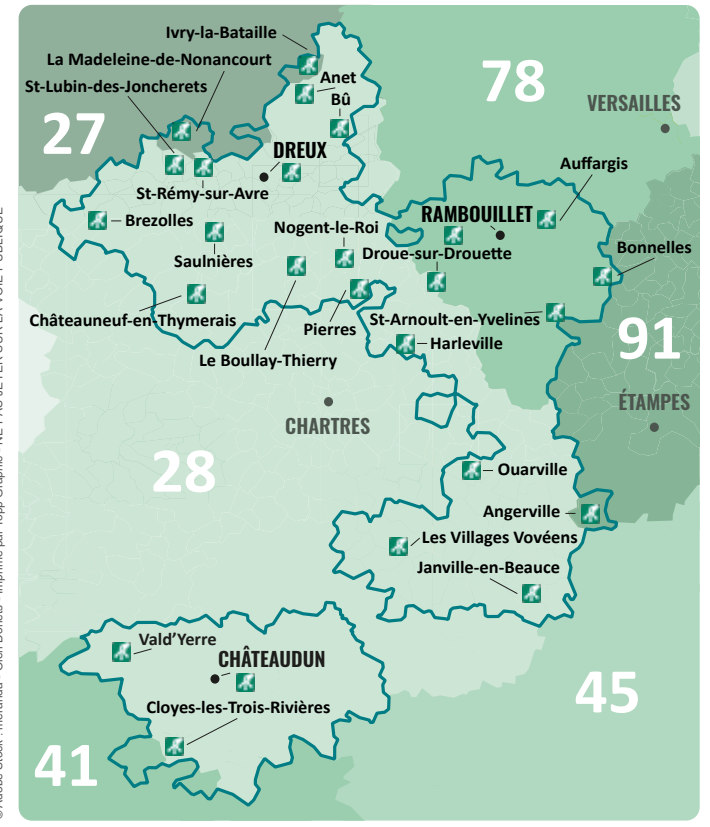 Ivry-la-Bataille
La Madeleine-de-Nonancourt
St-Lubin-des-Joncherets
Anet
Bû
78
VERSAILLES
27
DREUX
Auffargis
St-Rémy-sur-Avre
RAMBOUILLET
Brezolles
Nogent-le-Roi
Bonnelles
Droue-sur-Drouette
Saulnières
Châteauneuf-en-Thymerais
Pierres
St-Arnoult-en-Yvelines
91
Harleville
Le Boullay-Thierry
ÉTAMPES
CHARTRES
28
Ouarville
Angerville
Les Villages Vovéens
Janville-en-Beauce
Vald'Yerre
CHÂTEAUDUN
45
Cloyes-les-Trois-Rivières
41